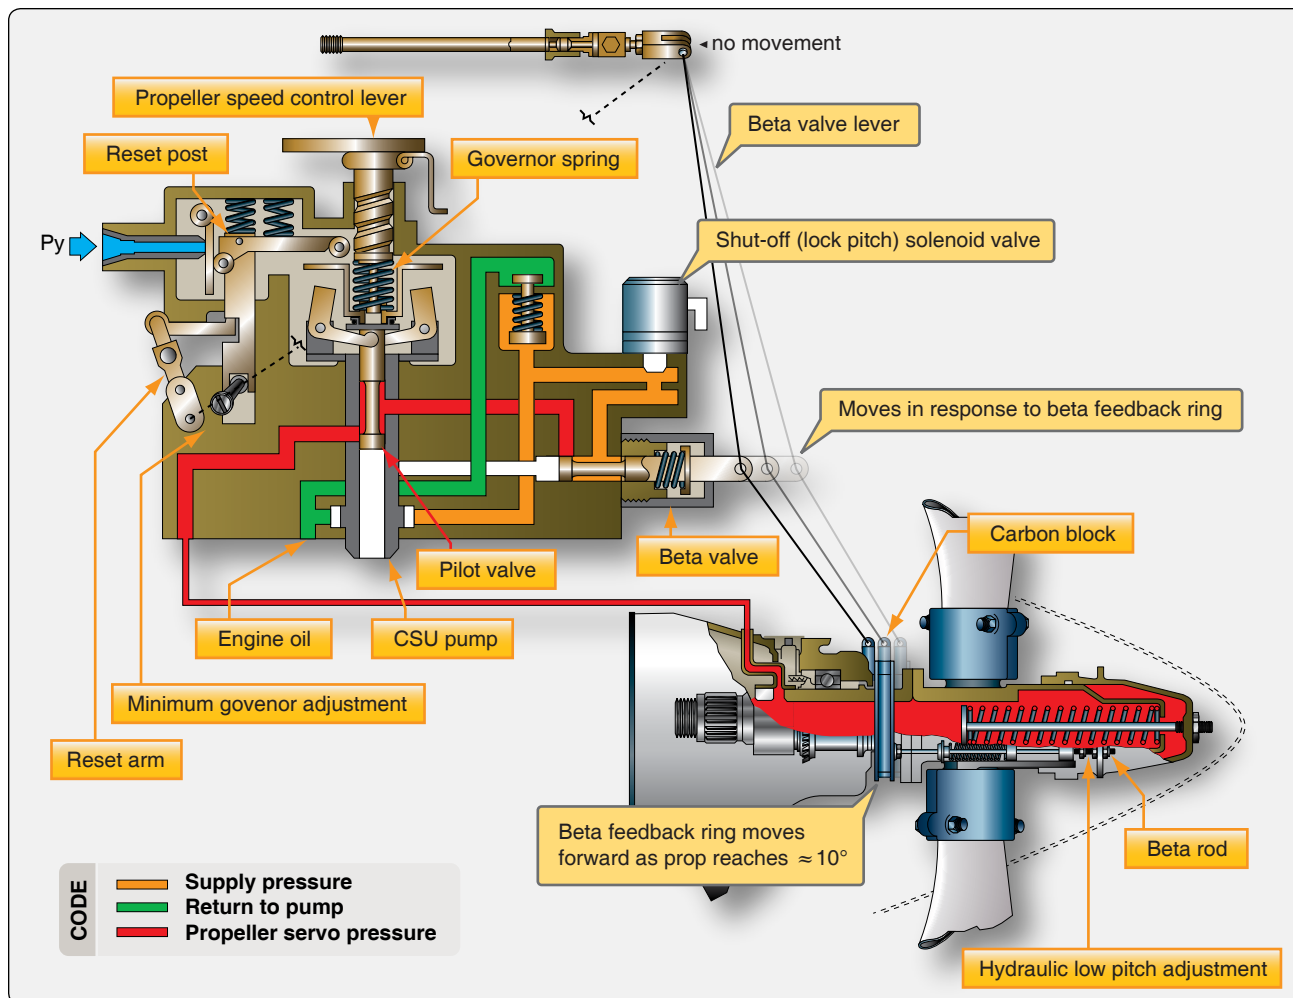 no movement
Propeller speed control lever
Beta valve lever
Reset post
Governor spring
Py
Shut-off (lock pitch) solenoid valve
Moves in response to beta feedback ring
Carbon block
Pilot valve
Beta valve
Engine oil
CSU pump
Minimum govenor adjustment
Reset arm
Beta feedback ring moves
forward as prop reaches ≈10°
Beta rod
Hydraulic low pitch adjustment
CODE
Supply pressure
Return to pump
Propeller servo pressure